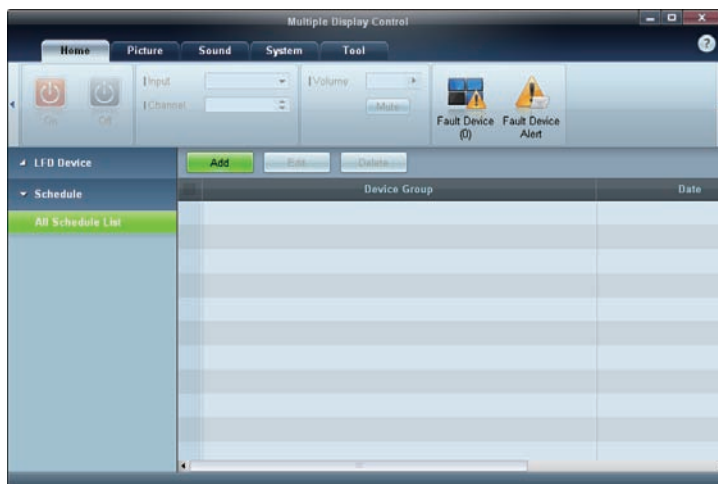 Multiple Display Control
Home Picture Sound System Tool
?
Input
Volume
Channel
Mute
On Off
Fault Device (0)
Fault Device Alert
LFD Device
Add Edit Delete
Schedule
Device Group Date
All Schedule List